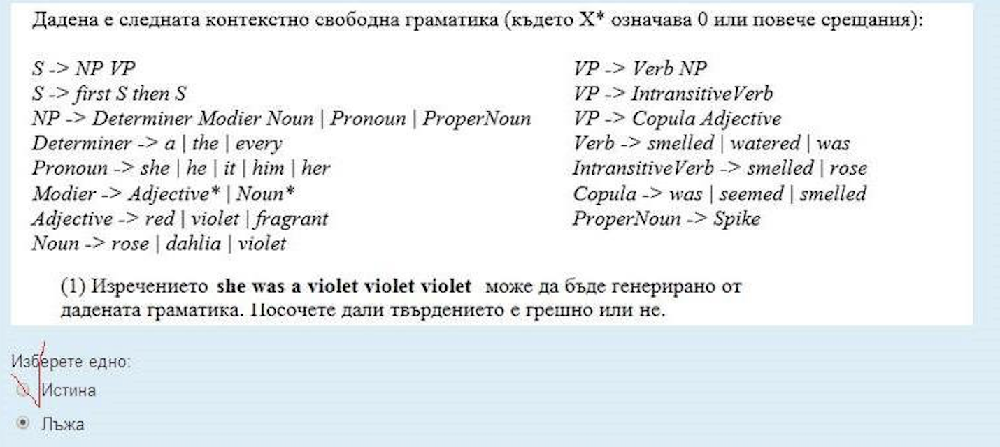 Дадена е следната контекстно свободна граматика (където X* означава 0 или повече срещания):
S -> NP VP
S -> first S then S
NP -> Determiner Modier Noun | Pronoun | ProperNoun
Determiner -> a | the | every
Pronoun -> she | he | it | him | her
Modier -> Adjective* | Noun*
Adjective -> red | violet | fragrant
Noun -> rose | dahlia | violet
VP -> Verb NP
VP -> IntransitiveVerb
VP -> Copula Adjective
Verb -> smelled | watered | was
IntransitiveVerb -> smelled | rose
Copula -> was | seemed | smelled
ProperNoun -> Spike
(1) Изречението she was a violet violet violet може да бъде генерирано от
дадената граматика. Посочете дали твърдението е грешно или не.
Изберете едно:
Истина
Лъжа